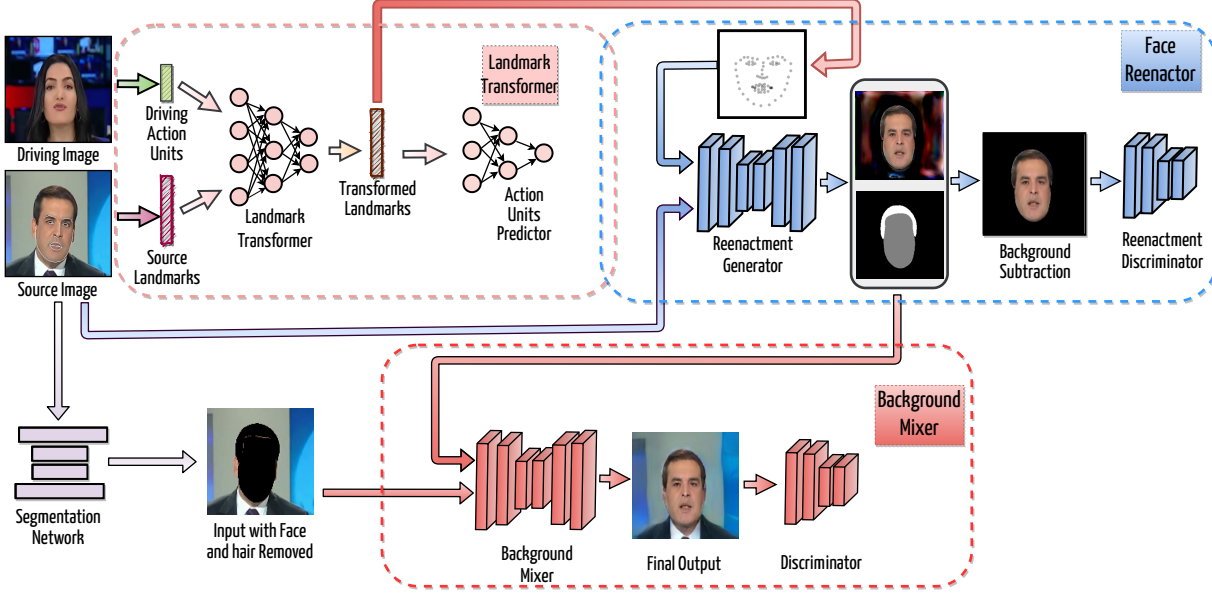 Driving Image
Source Image
Driving
Action
Units
Source
Landmarks
Landmark
Transformer
Transformed
Landmarks
Action
Units
Predictor
Landmark
Transformer
Face
Reenactor
Reenactment
Generator
Background
Subtraction
Reenactment
Discriminator
Segmentation
Network
Input with Face
and hair Removed
Background
Mixer
Final Output
Discriminator
Background
Mixer